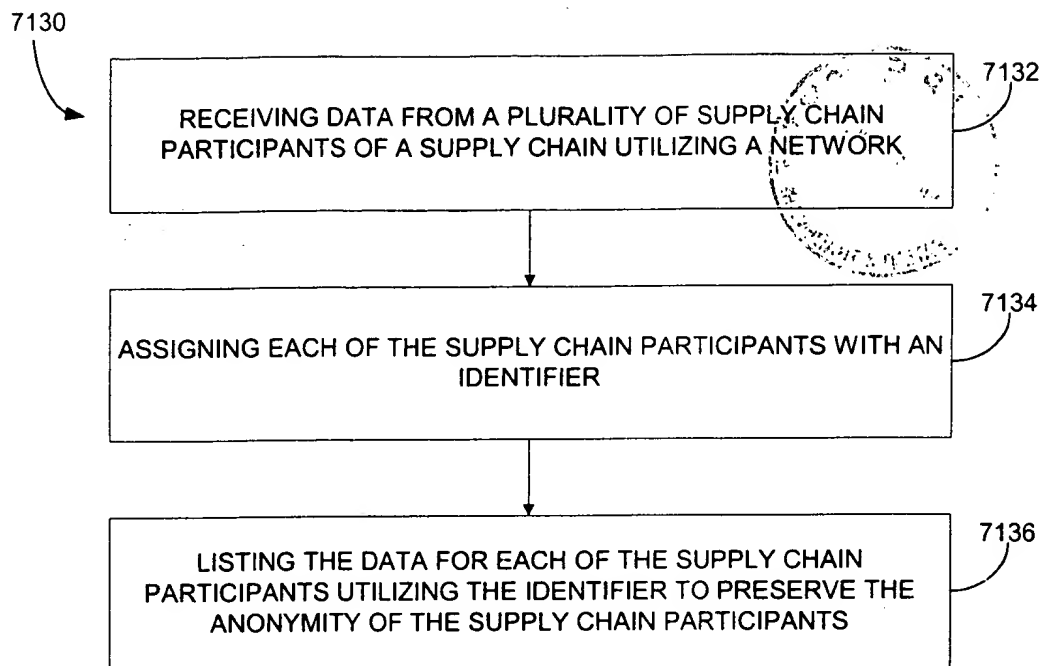 7130
7132
RECEIVING DATA FROM A PLURALITY OF SUPPLY CHAIN
PARTICIPANTS OF A SUPPLY CHAIN UTILIZING A NETWORK
7134
ASSIGNING EACH OF THE SUPPLY CHAIN PARTICIPANTS WITH AN
IDENTIFIER
7136
LISTING THE DATA FOR EACH OF THE SUPPLY CHAIN
PARTICIPANTS UTILIZING THE IDENTIFIER TO PRESERVE THE
ANONYMITY OF THE SUPPLY CHAIN PARTICIPANTS